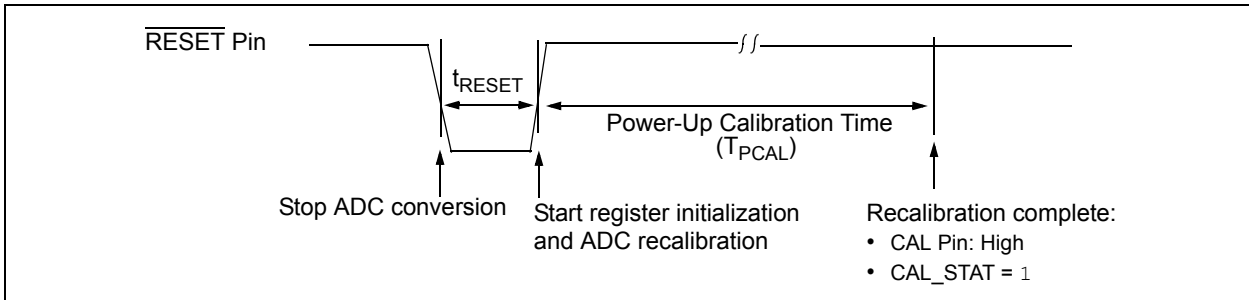 RESET Pin
tRESET
Power-Up Calibration Time
(TPCAL)
Stop ADC conversion
Start register initialization
and ADC recalibration
Recalibration complete:
• CAL Pin: High
• CAL_STAT = 1